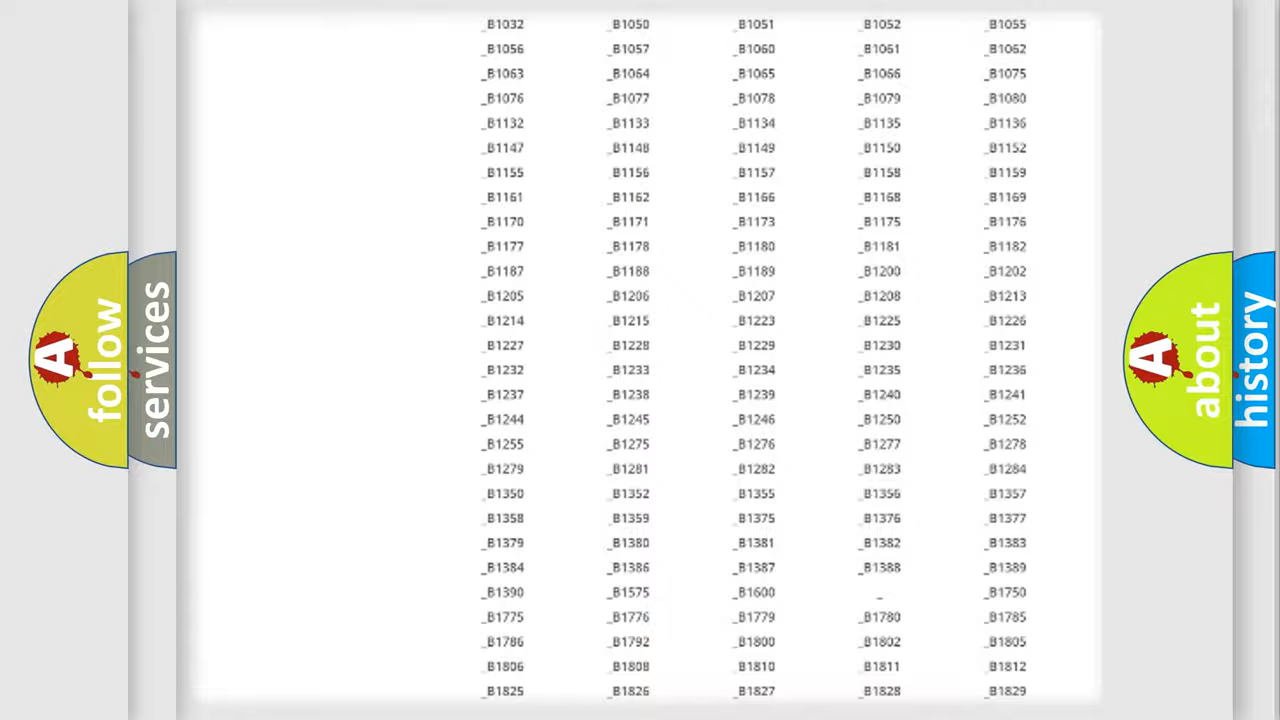 _B1032 _B1050 _B1051 _B1052 _B1055
_B1056 _B1057 _B1060 _B1061 _B1062
_B1063 _B1064 _B1065 _B1066 _B1075
_B1076 _B1077 _B1078 _B1079 _B1080
_B1132 _B1133 _B1134 _B1135 _B1136
_B1147 _B1148 _B1149 _B1150 _B1152
_B1155 _B1156 _B1157 _B1158 _B1159
_B1161 _B1162 _B1166 _B1168 _B1169
_B1170 _B1171 _B1173 _B1175 _B1176
_B1177 _B1178 _B1180 _B1181 _B1182
_B1187 _B1188 _B1189 _B1200 _B1202
_B1205 _B1206 _B1207 _B1208 _B1213
_B1214 _B1215 _B1223 _B1225 _B1226
_B1227 _B1228 _B1229 _B1230 _B1231
_B1232 _B1233 _B1234 _B1235 _B1236
_B1237 _B1238 _B1239 _B1240 _B1241
_B1244 _B1245 _B1246 _B1250 _B1252
_B1255 _B1275 _B1276 _B1277 _B1278
_B1279 _B1281 _B1282 _B1283 _B1284
_B1350 _B1352 _B1355 _B1356 _B1357
_B1358 _B1359 _B1375 _B1376 _B1377
_B1379 _B1380 _B1381 _B1382 _B1383
_B1384 _B1386 _B1387 _B1388 _B1389
_B1390 _B1575 _B1600 _ _B1750
_B1775 _B1776 _B1779 _B1780 _B1785
_B1786 _B1792 _B1800 _B1802 _B1805
_B1806 _B1808 _B1810 _B1811 _B1812
_B1825 _B1826 _B1827 _B1828 _B1829
A
follow
services
A
about
history